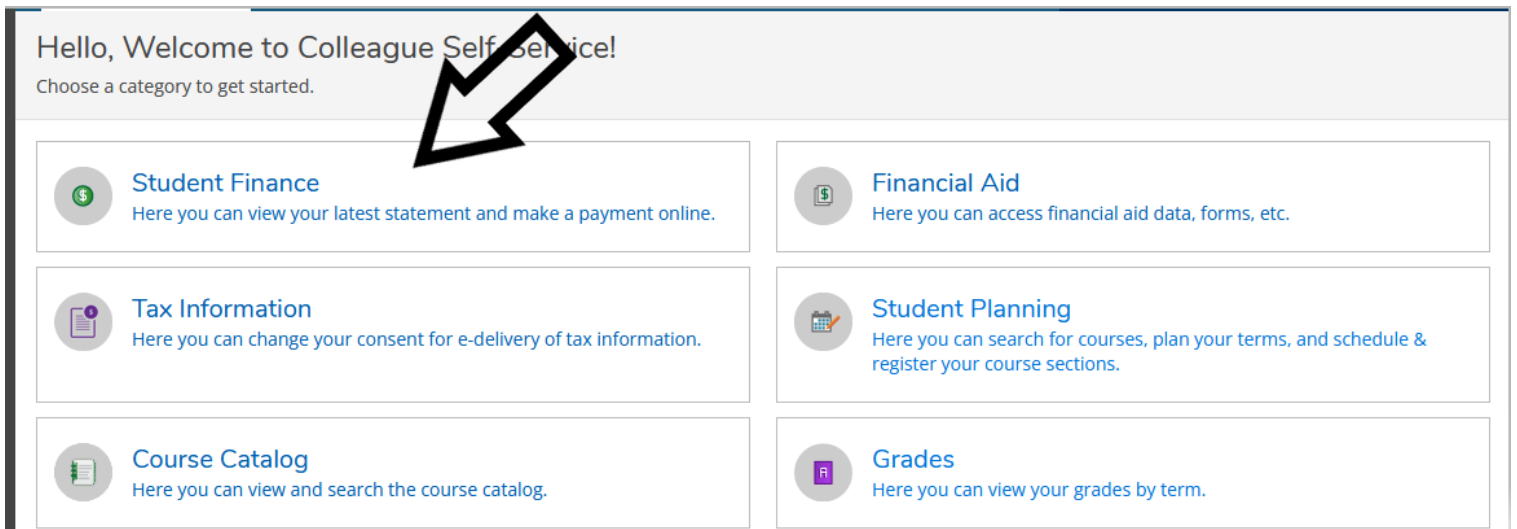 Hello, Welcome to Colleague Self-Service!
Choose a category to get started.
Student Finance
Here you can view your latest statement and make a payment online.
Financial Aid
Here you can access financial aid data, forms, etc.
Tax Information
Here you can change your consent for e-delivery of tax information.
Student Planning
Here you can search for courses, plan your terms, and schedule &
register your course sections.
Course Catalog
Here you can view and search the course catalog.
Grades
Here you can view your grades by term.